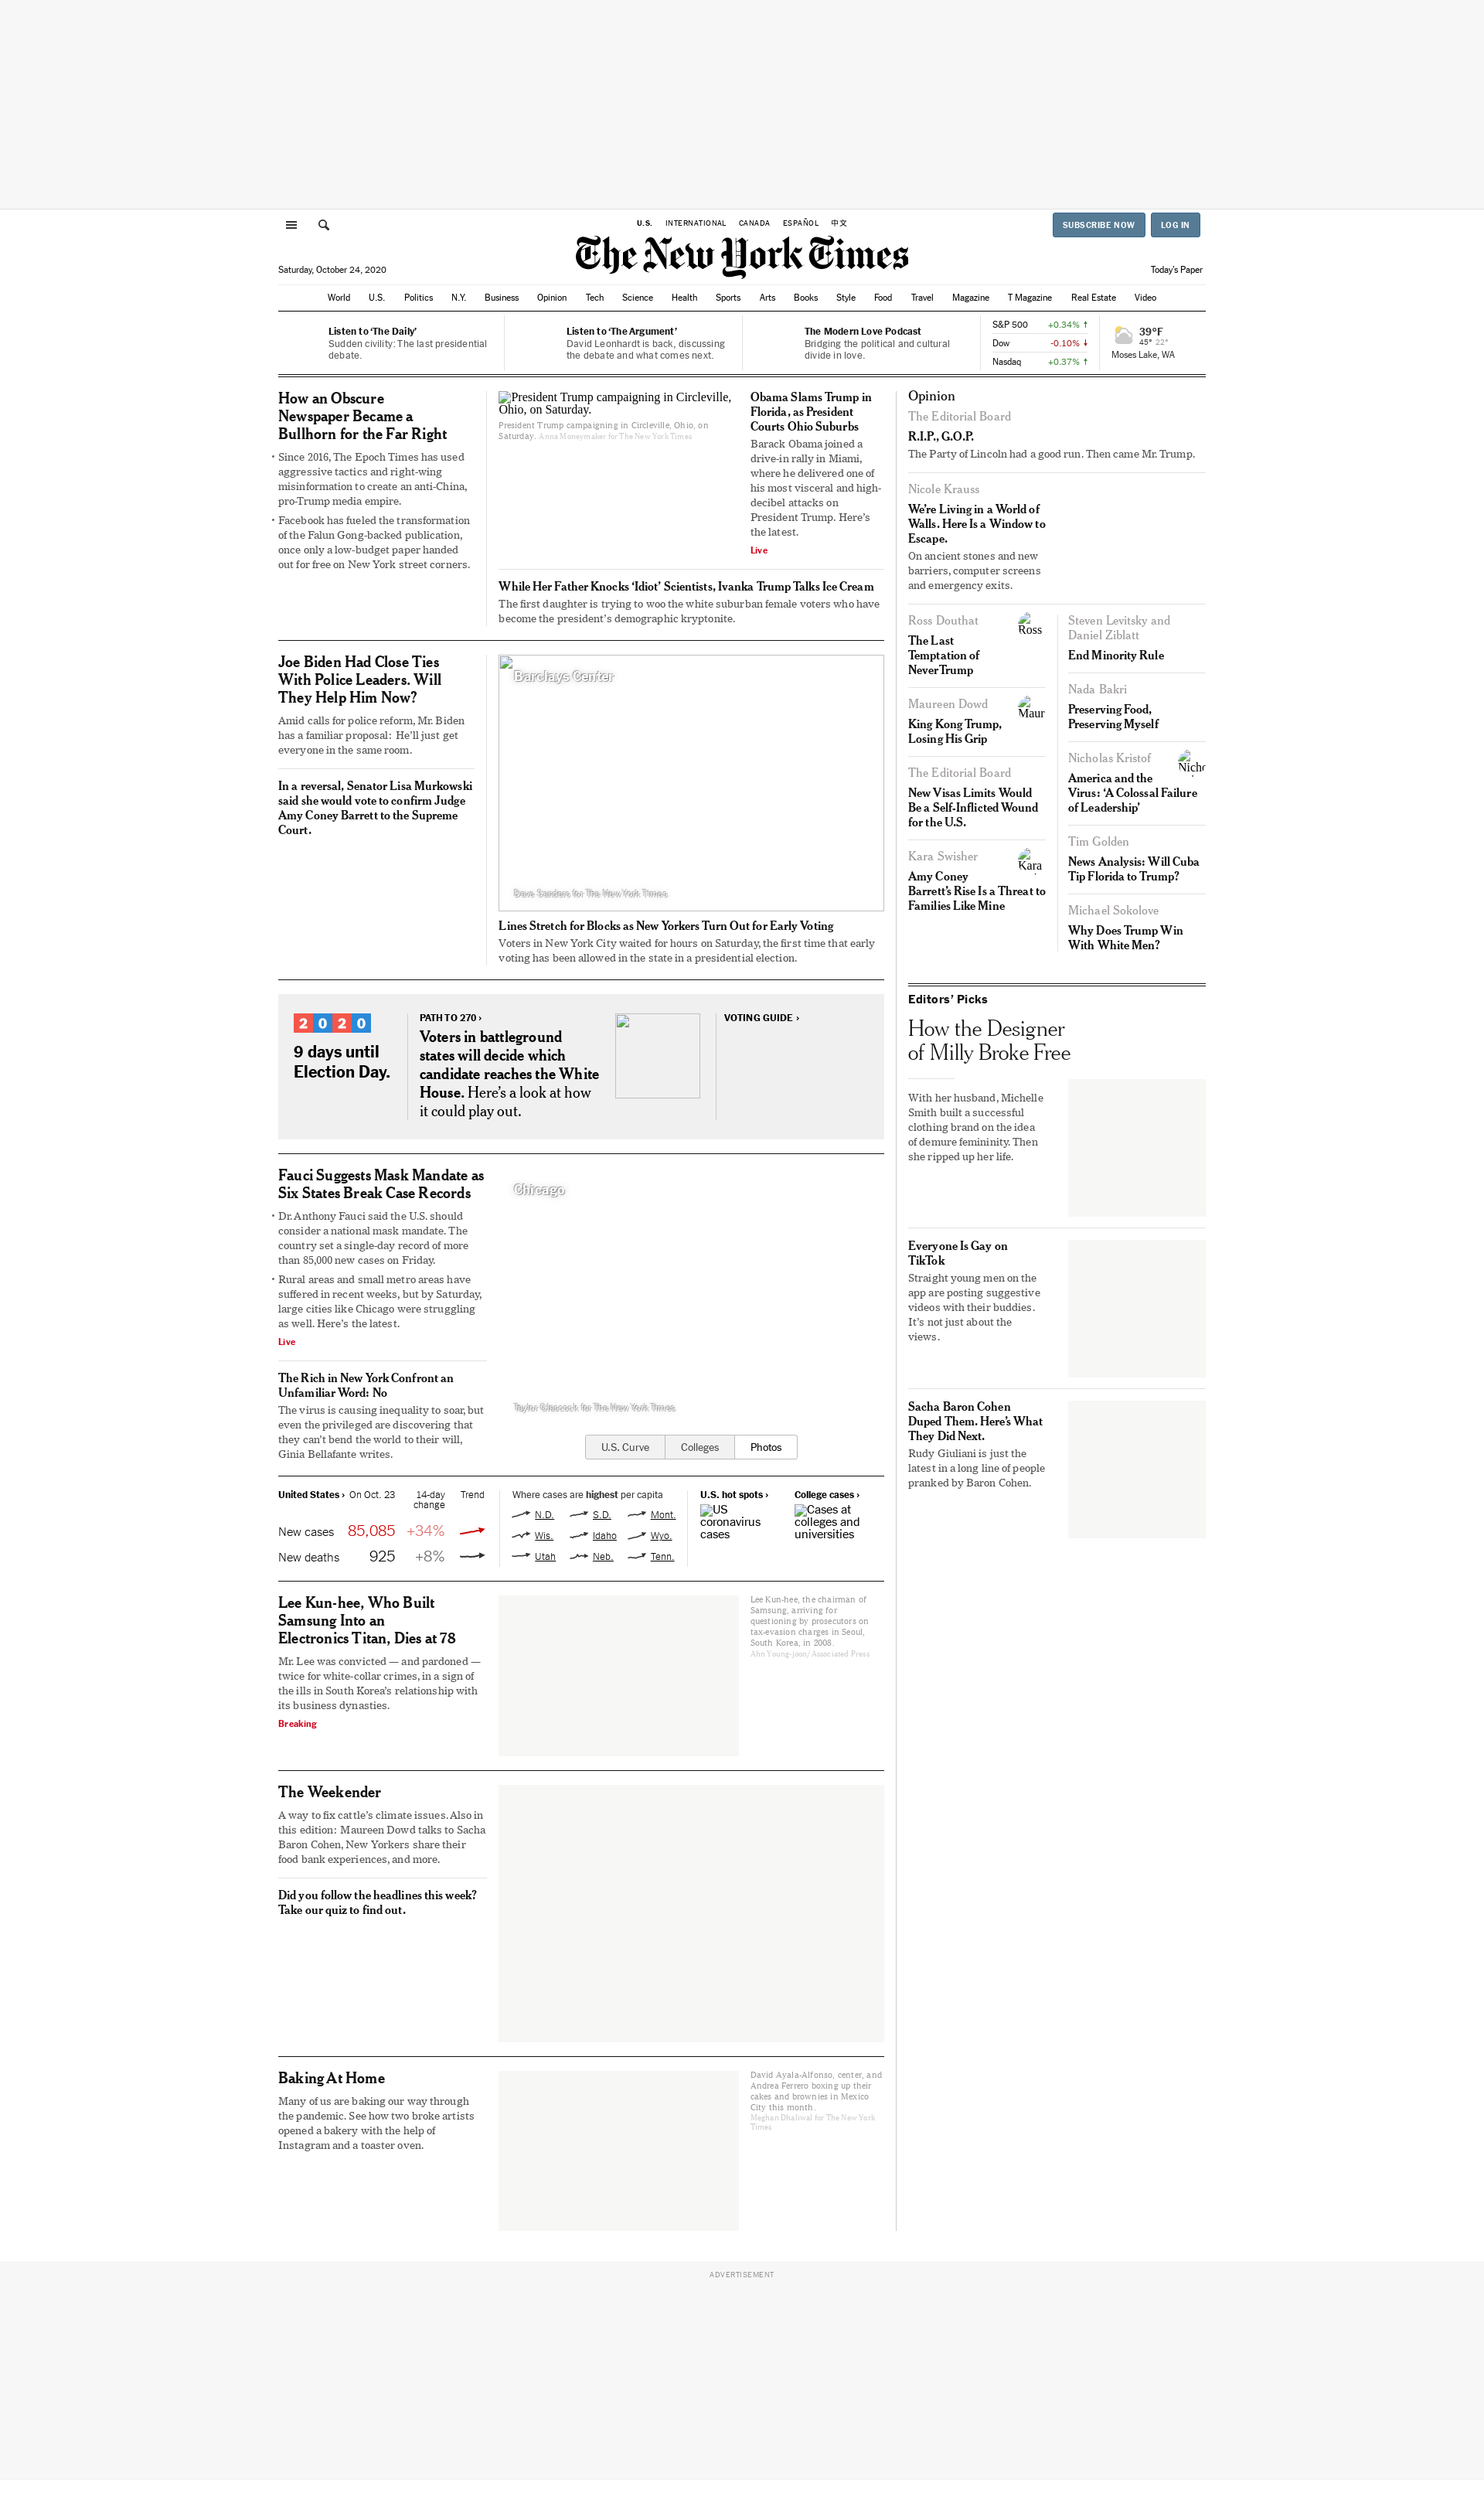 U.S. INTERNATIONAL CANADA ESPAÑOL 中文
SUBSCRIBE NOW LOG IN
The New York Times
Saturday, October 24, 2020
Today's Paper
World U.S. Politics N.Y. Business Opinion Tech Science Health Sports Arts Books Style Food Travel Magazine T Magazine Real Estate Video
Listen to ‘The Daily’
Sudden civility: The last presidential
debate.
Listen to ‘The Argument’
David Leonhardt is back, discussing
the debate and what comes next.
The Modern Love Podcast
Bridging the political and cultural
divide in love.
S&P 500 +0.34% ↑
Dow -0.10% ↓
Nasdaq +0.37% ↑
39°F
45° 22°
Moses Lake, WA
How an Obscure
Newspaper Became a
Bullhorn for the Far Right
• Since 2016, The Epoch Times has used
aggressive tactics and right-wing
misinformation to create an anti-China,
pro-Trump media empire.
• Facebook has fueled the transformation
of the Falun Gong-backed publication,
once only a low-budget paper handed
out for free on New York street corners.
President Trump campaigning in Circleville,
Ohio, on Saturday.
President Trump campaigning in Circleville, Ohio, on
Saturday. Anna Moneymaker for The New York Times
Obama Slams Trump in
Florida, as President
Courts Ohio Suburbs
Barack Obama joined a
drive-in rally in Miami,
where he delivered one of
his most visceral and high-
decibel attacks on
President Trump. Here’s
the latest.
Live
While Her Father Knocks ‘Idiot’ Scientists, Ivanka Trump Talks Ice Cream
The first daughter is trying to woo the white suburban female voters who have
become the president’s demographic kryptonite.
Joe Biden Had Close Ties
With Police Leaders. Will
They Help Him Now?
Amid calls for police reform, Mr. Biden
has a familiar proposal: He’ll just get
everyone in the same room.
In a reversal, Senator Lisa Murkowski
said she would vote to confirm Judge
Amy Coney Barrett to the Supreme
Court.
Barclays Center
Dave Sanders for The New York Times
Lines Stretch for Blocks as New Yorkers Turn Out for Early Voting
Voters in New York City waited for hours on Saturday, the first time that early
voting has been allowed in the state in a presidential election.
2020
9 days until
Election Day.
PATH TO 270 ›
Voters in battleground
states will decide which
candidate reaches the White
House. Here’s a look at how
it could play out.
VOTING GUIDE ›
Fauci Suggests Mask Mandate as
Six States Break Case Records
• Dr. Anthony Fauci said the U.S. should
consider a national mask mandate. The
country set a single-day record of more
than 85,000 new cases on Friday.
• Rural areas and small metro areas have
suffered in recent weeks, but by Saturday,
large cities like Chicago were struggling
as well. Here’s the latest.
Live
The Rich in New York Confront an
Unfamiliar Word: No
The virus is causing inequality to soar, but
even the privileged are discovering that
they can’t bend the world to their will,
Ginia Bellafante writes.
Chicago
Taylor Glascock for The New York Times
U.S. Curve Colleges Photos
United States › On Oct. 23 14-day
change Trend
New cases 85,085 +34%
New deaths 925 +8%
Where cases are highest per capita
N.D. S.D. Mont.
Wis. Idaho Wyo.
Utah Neb. Tenn.
U.S. hot spots ›
US
coronavirus
cases
College cases ›
Cases at
colleges and
universities
Lee Kun-hee, Who Built
Samsung Into an
Electronics Titan, Dies at 78
Mr. Lee was convicted — and pardoned —
twice for white-collar crimes, in a sign of
the ills in South Korea’s relationship with
its business dynasties.
Breaking
Lee Kun-hee, the chairman of
Samsung, arriving for
questioning by prosecutors on
tax-evasion charges in Seoul,
South Korea, in 2008.
Ahn Young-joon/Associated Press
The Weekender
A way to fix cattle’s climate issues. Also in
this edition: Maureen Dowd talks to Sacha
Baron Cohen, New Yorkers share their
food bank experiences, and more.
Did you follow the headlines this week?
Take our quiz to find out.
Baking At Home
Many of us are baking our way through
the pandemic. See how two broke artists
opened a bakery with the help of
Instagram and a toaster oven.
David Ayala-Alfonso, center, and
Andrea Ferrero boxing up their
cakes and brownies in Mexico
City this month.
Meghan Dhaliwal for The New York
Times
Opinion
The Editorial Board
R.I.P., G.O.P.
The Party of Lincoln had a good run. Then came Mr. Trump.
Nicole Krauss
We’re Living in a World of
Walls. Here Is a Window to
Escape.
On ancient stones and new
barriers, computer screens
and emergency exits.
Ross Douthat
Ross
The Last
Temptation of
NeverTrump
Maureen Dowd
Maur
King Kong Trump,
Losing His Grip
The Editorial Board
New Visas Limits Would
Be a Self-Inflicted Wound
for the U.S.
Kara Swisher
Kara
Amy Coney
Barrett’s Rise Is a Threat to
Families Like Mine
Steven Levitsky and
Daniel Ziblatt
End Minority Rule
Nada Bakri
Preserving Food,
Preserving Myself
Nicholas Kristof
Nicho
America and the
Virus: ‘A Colossal Failure
of Leadership’
Tim Golden
News Analysis: Will Cuba
Tip Florida to Trump?
Michael Sokolove
Why Does Trump Win
With White Men?
Editors’ Picks
How the Designer
of Milly Broke Free
With her husband, Michelle
Smith built a successful
clothing brand on the idea
of demure femininity. Then
she ripped up her life.
Everyone Is Gay on
TikTok
Straight young men on the
app are posting suggestive
videos with their buddies.
It’s not just about the
views.
Sacha Baron Cohen
Duped Them. Here’s What
They Did Next.
Rudy Giuliani is just the
latest in a long line of people
pranked by Baron Cohen.
ADVERTISEMENT